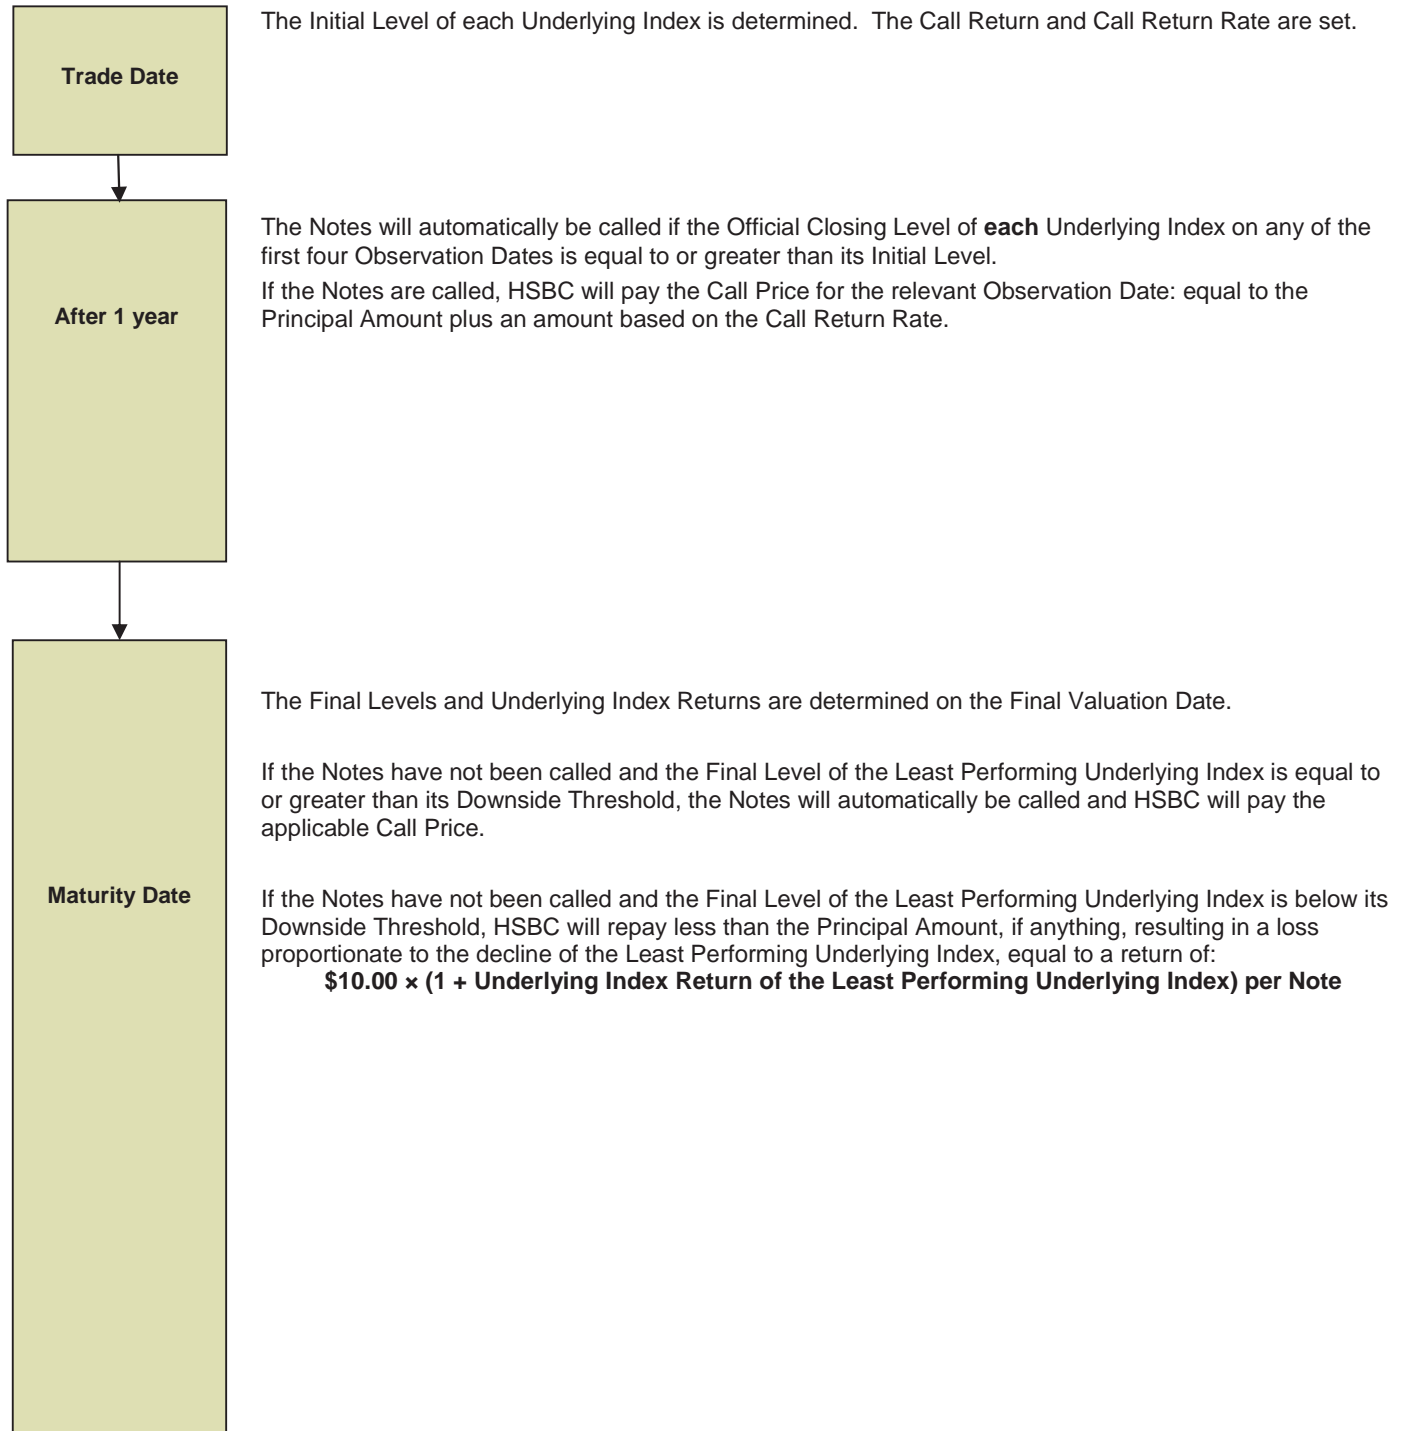 The Initial Level of each Underlying Index is determined.  The Call Return and Call Return Rate are set.
Trade Date
The Notes will automatically be called if the Official Closing Level of each Underlying Index on any of the
first four Observation Dates is equal to or greater than its Initial Level.
If the Notes are called, HSBC will pay the Call Price for the relevant Observation Date: equal to the
Principal Amount plus an amount based on the Call Return Rate.
After 1 year
The Final Levels and Underlying Index Returns are determined on the Final Valuation Date.
If the Notes have not been called and the Final Level of the Least Performing Underlying Index is equal to
or greater than its Downside Threshold, the Notes will automatically be called and HSBC will pay the
applicable Call Price.
Maturity Date
If the Notes have not been called and the Final Level of the Least Performing Underlying Index is below its
Downside Threshold, HSBC will repay less than the Principal Amount, if anything, resulting in a loss
proportionate to the decline of the Least Performing Underlying Index, equal to a return of:
$10.00 × (1 + Underlying Index Return of the Least Performing Underlying Index) per Note